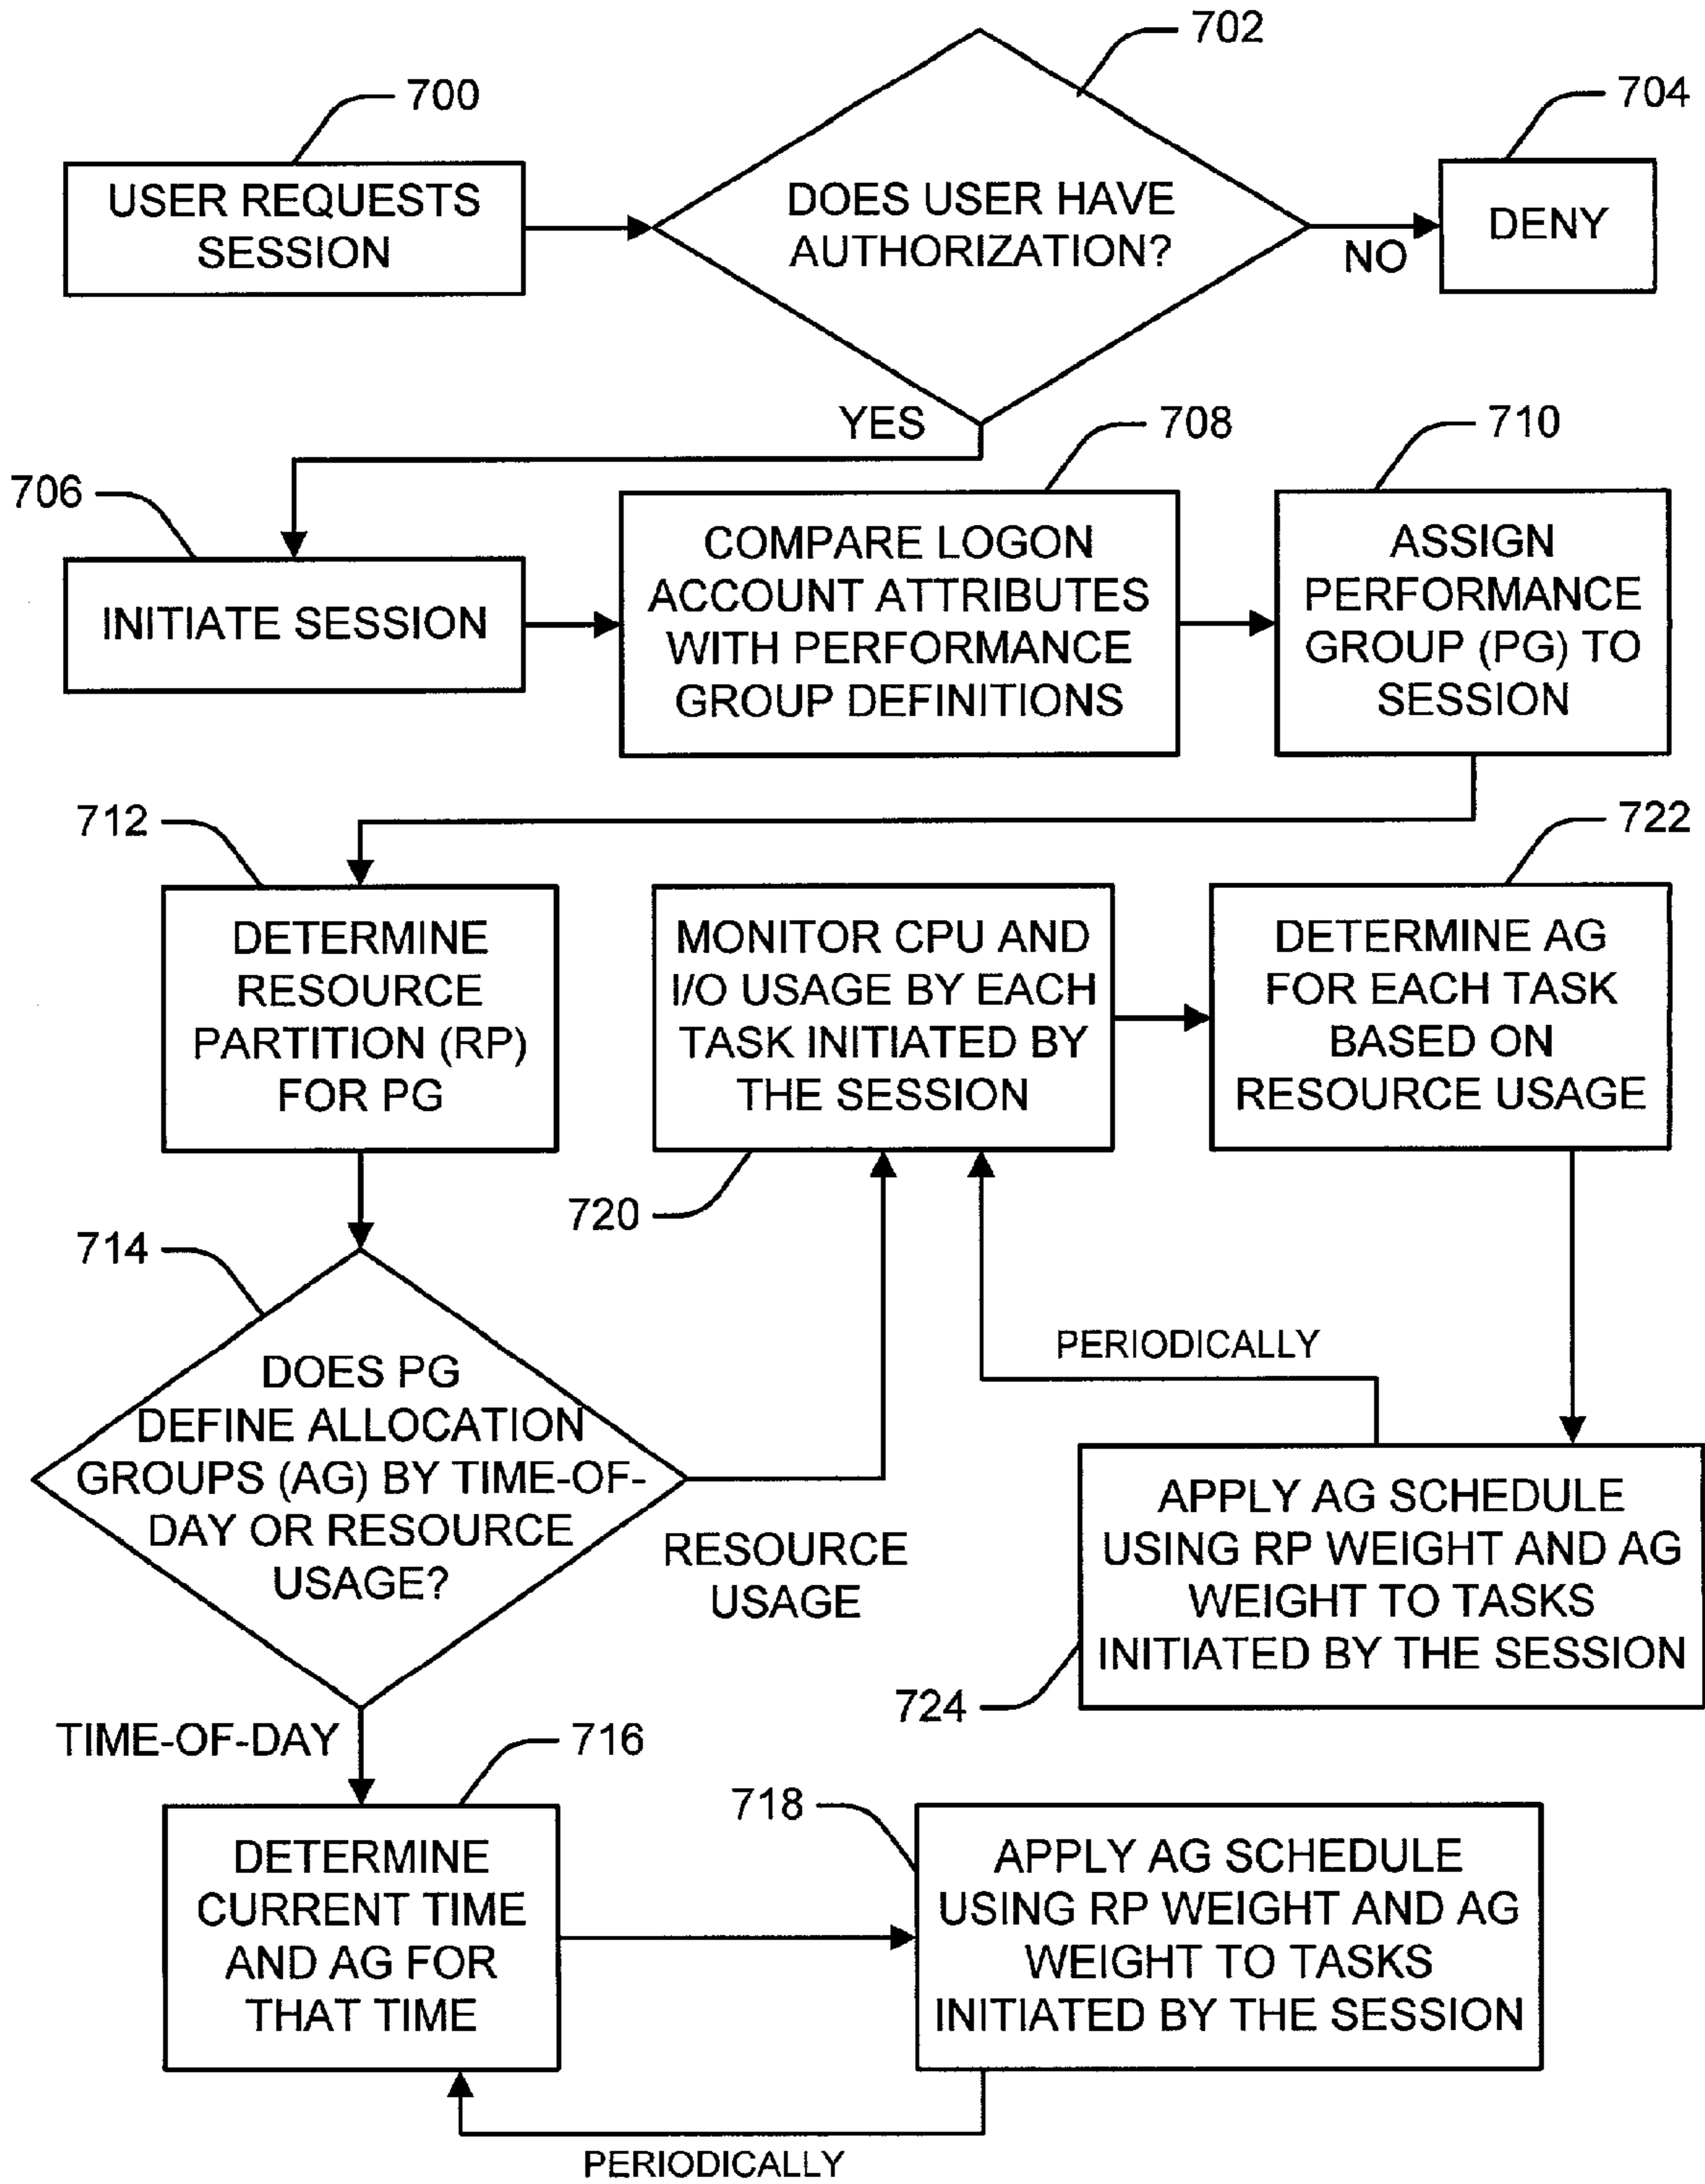 702
700
704
USER REQUESTS
SESSION
DOES USER HAVE
AUTHORIZATION?
NO
DENY
YES
708
710
706
INITIATE SESSION
COMPARE LOGON
ACCOUNT ATTRIBUTES
WITH PERFORMANCE
GROUP DEFINITIONS
ASSIGN
PERFORMANCE
GROUP (PG) TO
SESSION
712
722
DETERMINE
RESOURCE
PARTITION (RP)
FOR PG
MONITOR CPU AND
I/O USAGE BY EACH
TASK INITIATED BY
THE SESSION
DETERMINE AG
FOR EACH TASK
BASED ON
RESOURCE USAGE
720
714
PERIODICALLY
DOES PG
DEFINE ALLOCATION
GROUPS (AG) BY TIME-OF-
DAY OR RESOURCE
USAGE?
RESOURCE
USAGE
APPLY AG SCHEDULE
USING RP WEIGHT AND AG
WEIGHT TO TASKS
INITIATED BY THE SESSION
724
TIME-OF-DAY
716
718
DETERMINE
CURRENT TIME
AND AG FOR
THAT TIME
APPLY AG SCHEDULE
USING RP WEIGHT AND AG
WEIGHT TO TASKS
INITIATED BY THE SESSION
PERIODICALLY